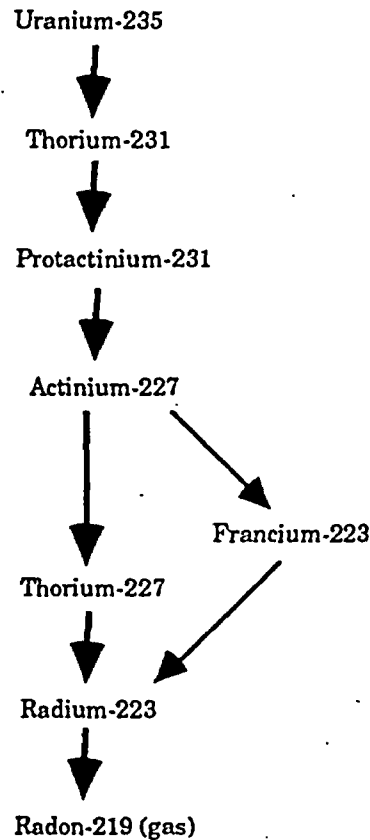 Uranium-235
Thorium-231
Protactinium-231
Actinium-227
Francium-223
Thorium-227
Radium-223
Radon-219 (gas)